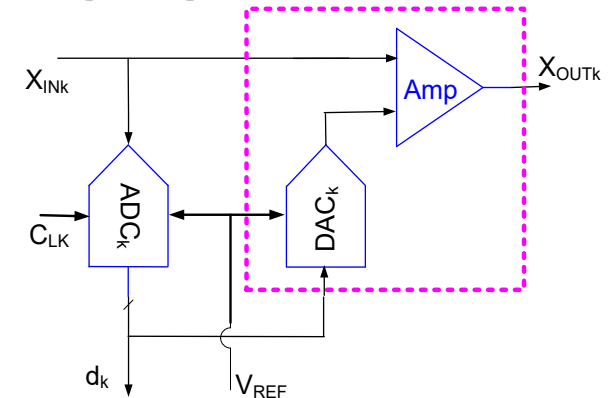 X_INk
X_OUTk
Amp
ADC_k
DAC_k
C_LK
d_k
V_REF